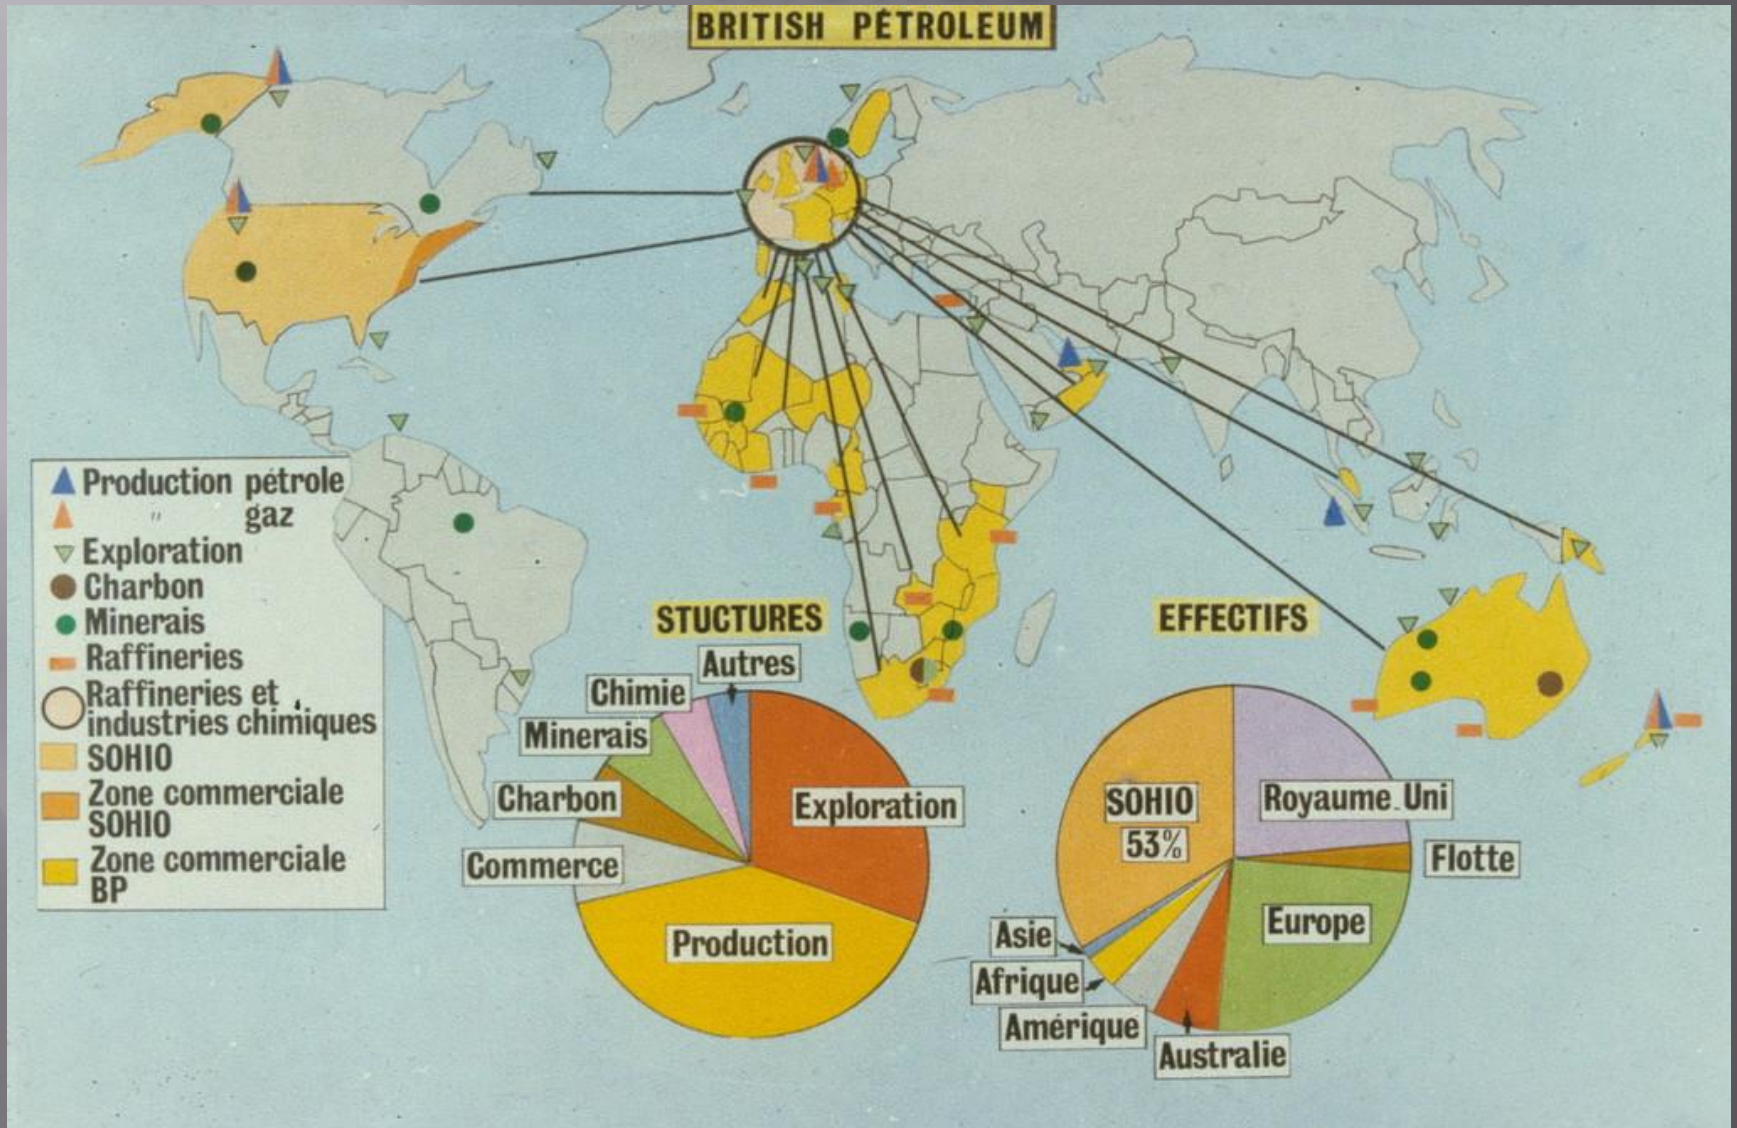 BRITISH PÉTROLEUM
Production pétrole
" gaz
Exploration
Charbon
Minerais
Raffineries
Raffineries et
industries chimiques
SOHIO
Zone commerciale
SOHIO
Zone commerciale
BP
STUCTURES
Autres
Chimie
Minerais
Charbon
Commerce
Exploration
Production
EFFECTIFS
SOHIO
53%
Royaume-Uni
Flotte
Europe
Asie
Afrique
Amérique
Australie